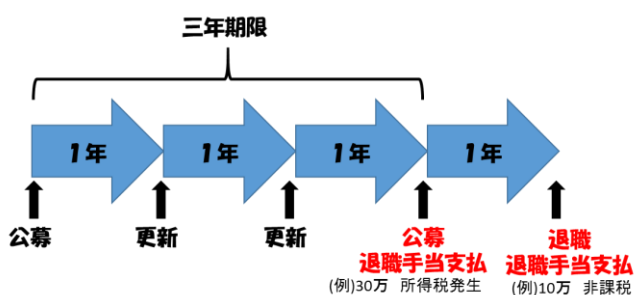 三年期限
1年
1年
1年
1年
公募
更新
更新
公募
退職手当支払
(例)30万 所得税発生
退職
退職手当支払
(例)10万 非課税